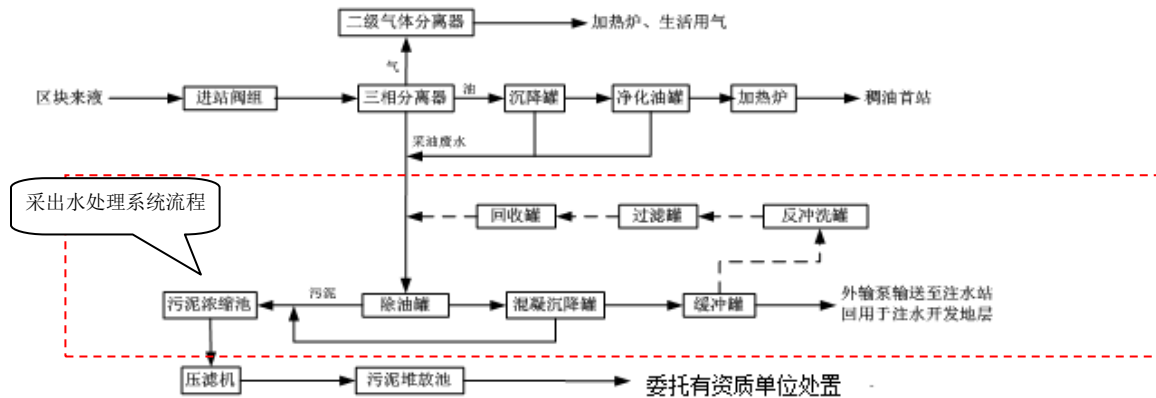 二级气体分离器
加热炉、生活用气
气
区块来液
进站阀组
三相分离器
油
沉降罐
净化油罐
加热炉
稠油首站
采油废水
采出水处理系统流程
回收罐
过滤罐
反冲洗罐
污泥浓缩池
污泥
除油罐
混凝沉降罐
缓冲罐
外输泵输送至注水站
回用于注水开发地层
压滤机
污泥堆放池
委托有资质单位处置